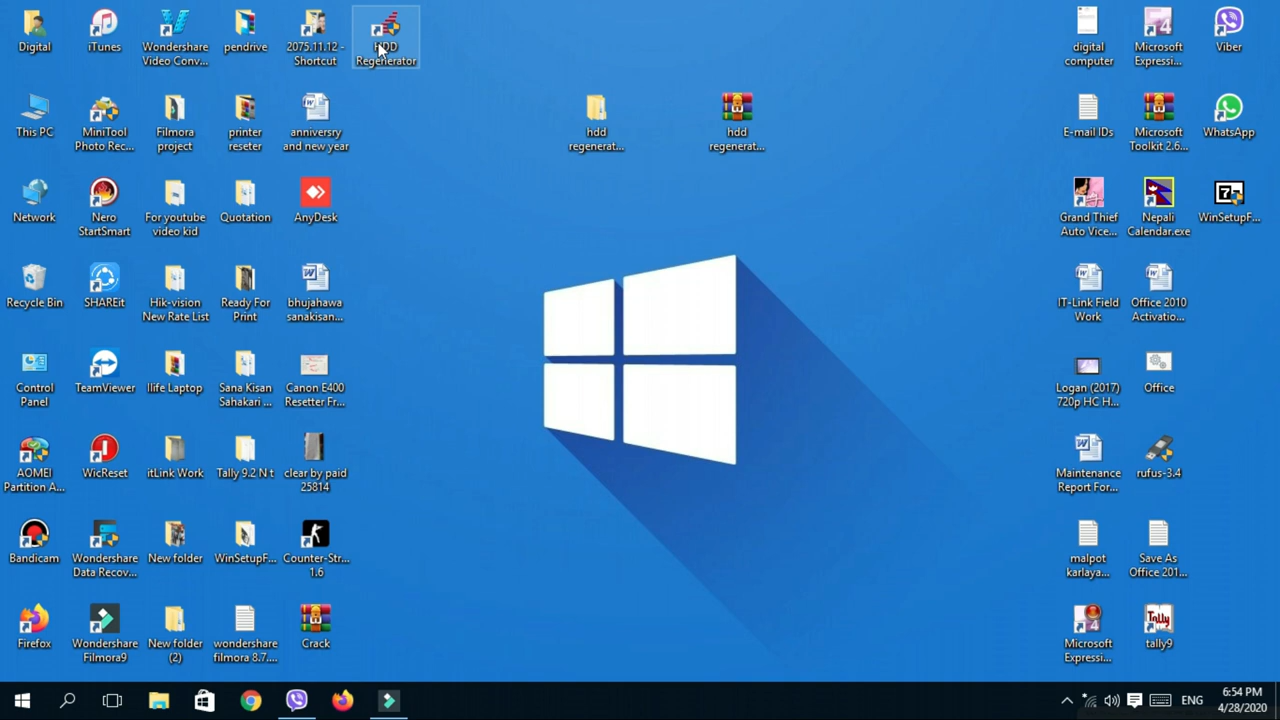 Digital
iTunes
Wondershare
Video Conv...
pendrive
2075.11.12 -
Shortcut
HDD
Regenerator
This PC
MiniTool
Photo Rec...
Filmora
project
printer
reseter
anniversry
and new year
hdd
regenerat...
hdd
regenerat...
Network
Nero
StartSmart
For youtube
video kid
Quotation
AnyDesk
Recycle Bin
SHAREit
Hik-vision
New Rate List
Ready For
Print
bhujahawa
sanakisan...
Control
Panel
TeamViewer
Ilife Laptop
Sana Kisan
Sahakari ...
Canon E400
Resetter Fr...
AOMEI
Partition A...
WicReset
itLink Work
Tally 9.2 N t
clear by paid
25814
Bandicam
Wondershare
Data Recov...
New folder
WinSetupF...
Counter-Str...
1.6
Firefox
Wondershare
Filmora9
New folder
(2)
wondershare
filmora 8.7....
Crack
digital
computer
Microsoft
Expressi...
Viber
E-mail IDs
Microsoft
Toolkit 2.6...
WhatsApp
Grand Thief
Auto Vice...
Nepali
Calendar.exe
WinSetupF...
IT-Link Field
Work
Office 2010
Activatio...
Logan (2017)
720p HC H...
Office
Maintenance
Report For...
rufus-3.4
malpot
karlaya...
Save As
Office 201...
Microsoft
Expressi...
Tally
tally9
ENG
6:54 PM
4/28/2020